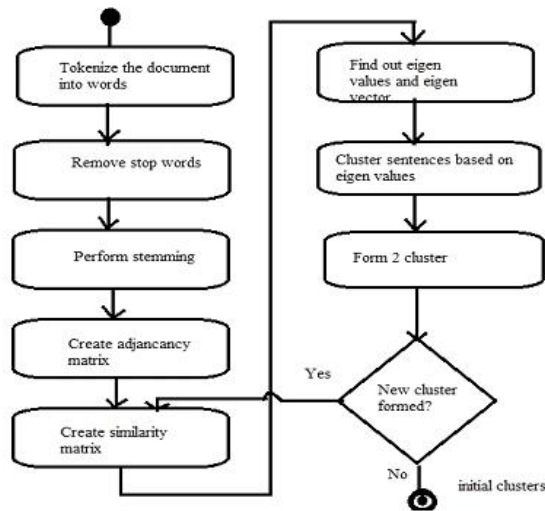 Tokenize the document
into words
Remove stop words
Perform stemming
Create adjancancy
matrix
Create similarity
matrix
Find out eigen
values and eigen
vector
Cluster sentences based on
eigen values
Form 2 cluster
New cluster
formed?
Yes
No
initial clusters